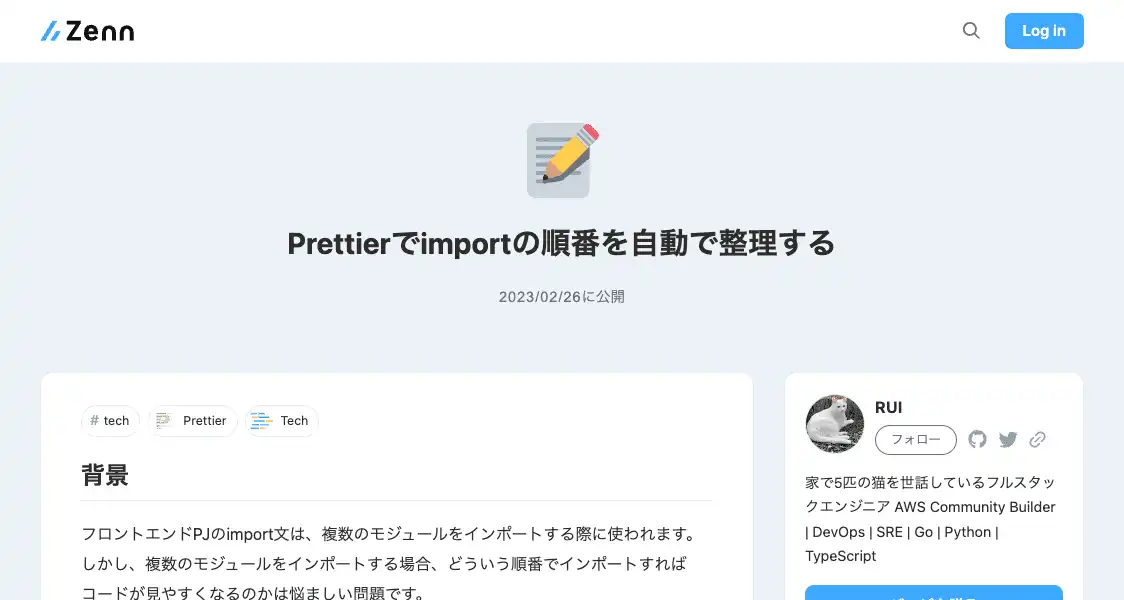 Zenn
Log in
Prettierでimportの順番を自動で整理する
2023/02/26に公開
# tech
Prettier
Tech
背景
フロントエンドPJのimport文は、複数のモジュールをインポートする際に使われます。
しかし、複数のモジュールをインポートする場合、どういう順番でインポートすれば
コードが見やすくなるのかは悩ましい問題です。
RUI
フォロー
家で5匹の猫を世話しているフルスタッ
クエンジニア AWS Community Builder
| DevOps | SRE | Go | Python |
TypeScript